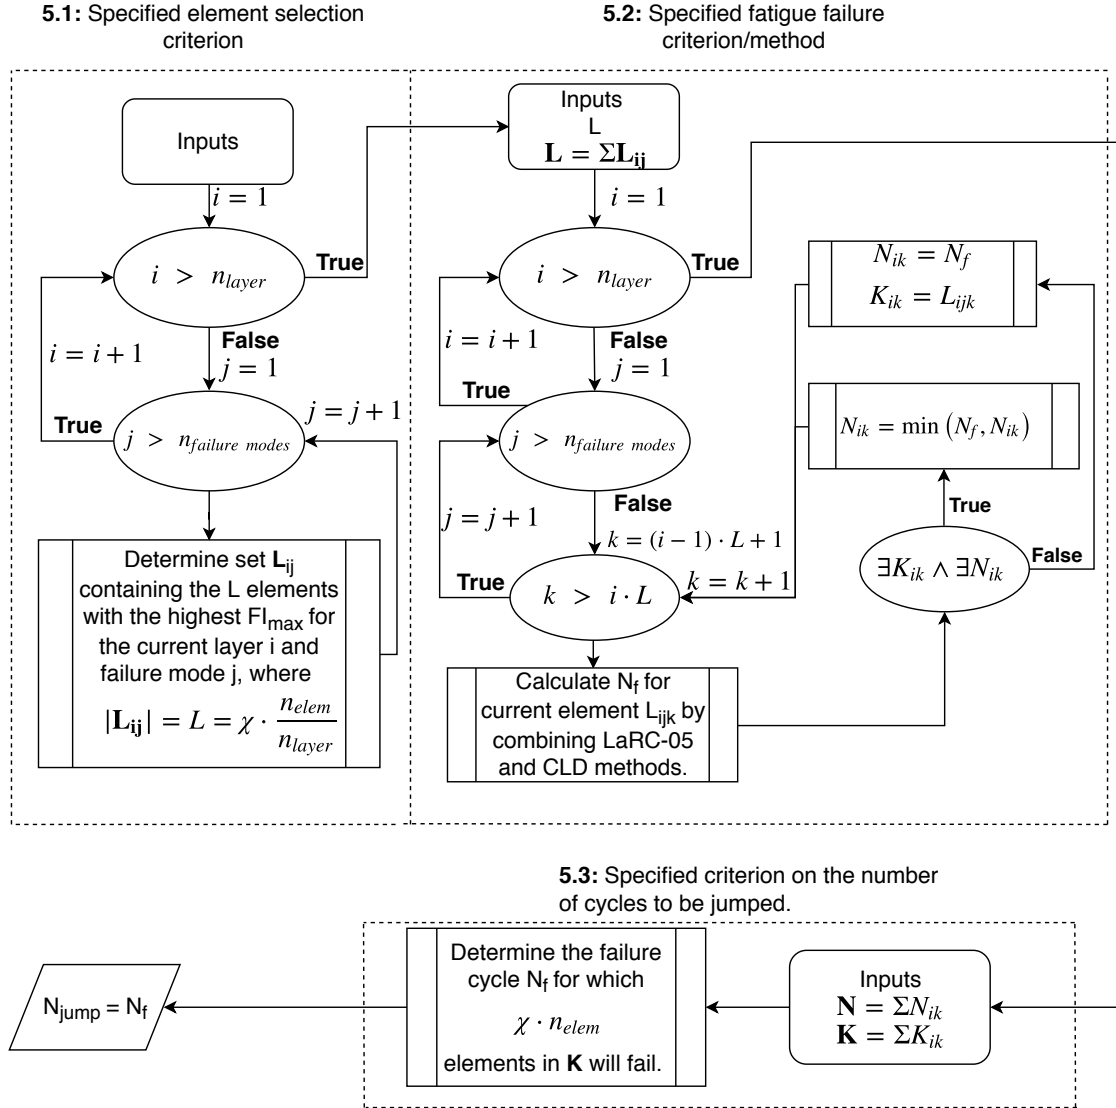 5.1: Specified element selection
criterion
Inputs
i = 1
i > n_layer
True
False
j = 1
i = i + 1
j > n_failure modes
True
j = j + 1
Determine set L_ij
containing the L elements
with the highest FI_max for
the current layer i and
failure mode j, where
|L_ij| = L = χ · n_elem / n_layer
5.2: Specified fatigue failure
criterion/method
Inputs
L
L = ΣL_ij
i = 1
i > n_layer
True
False
j = 1
i = i + 1
True
j > n_failure modes
False
j = j + 1
k = (i − 1) · L + 1
True
k = k + 1
k > i · L
Calculate N_f for
current element L_ijk by
combining LaRC-05
and CLD methods.
N_ik = N_f
K_ik = L_ijk
N_ik = min (N_f, N_ik)
True
False
∃K_ik ∧ ∃N_ik
5.3: Specified criterion on the number
of cycles to be jumped.
Inputs
N = ΣN_ik
K = ΣK_ik
Determine the failure
cycle N_f for which
χ · n_elem
elements in K will fail.
N_jump = N_f